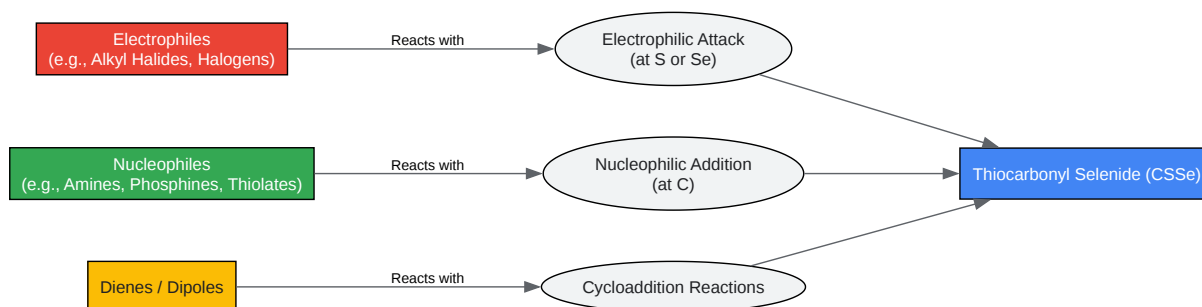 Electrophiles
(e.g., Alkyl Halides, Halogens)
Reacts with
Electrophilic Attack
(at S or Se)
Nucleophiles
(e.g., Amines, Phosphines, Thiolates)
Reacts with
Nucleophilic Addition
(at C)
Thiocarbonyl Selenide (CSSe)
Dienes / Dipoles
Reacts with
Cycloaddition Reactions